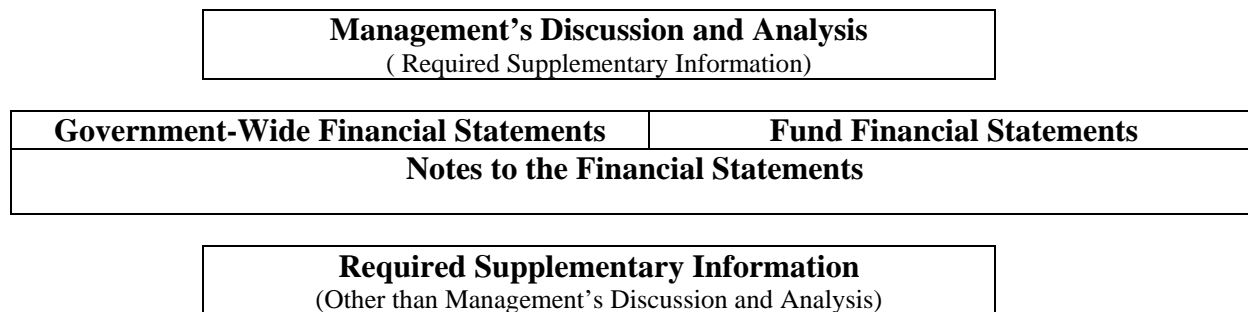 Management’s Discussion and Analysis
( Required Supplementary Information)
Government-Wide Financial Statements Fund Financial Statements
Notes to the Financial Statements
Required Supplementary Information
(Other than Management’s Discussion and Analysis)